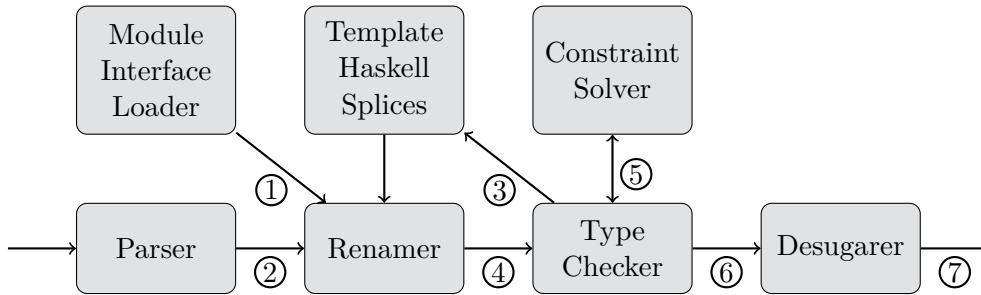 Module
Interface
Loader
Template
Haskell
Splices
Constraint
Solver
①
③
⑤
Parser
Renamer
Type
Checker
Desugarer
②
④
⑥
⑦